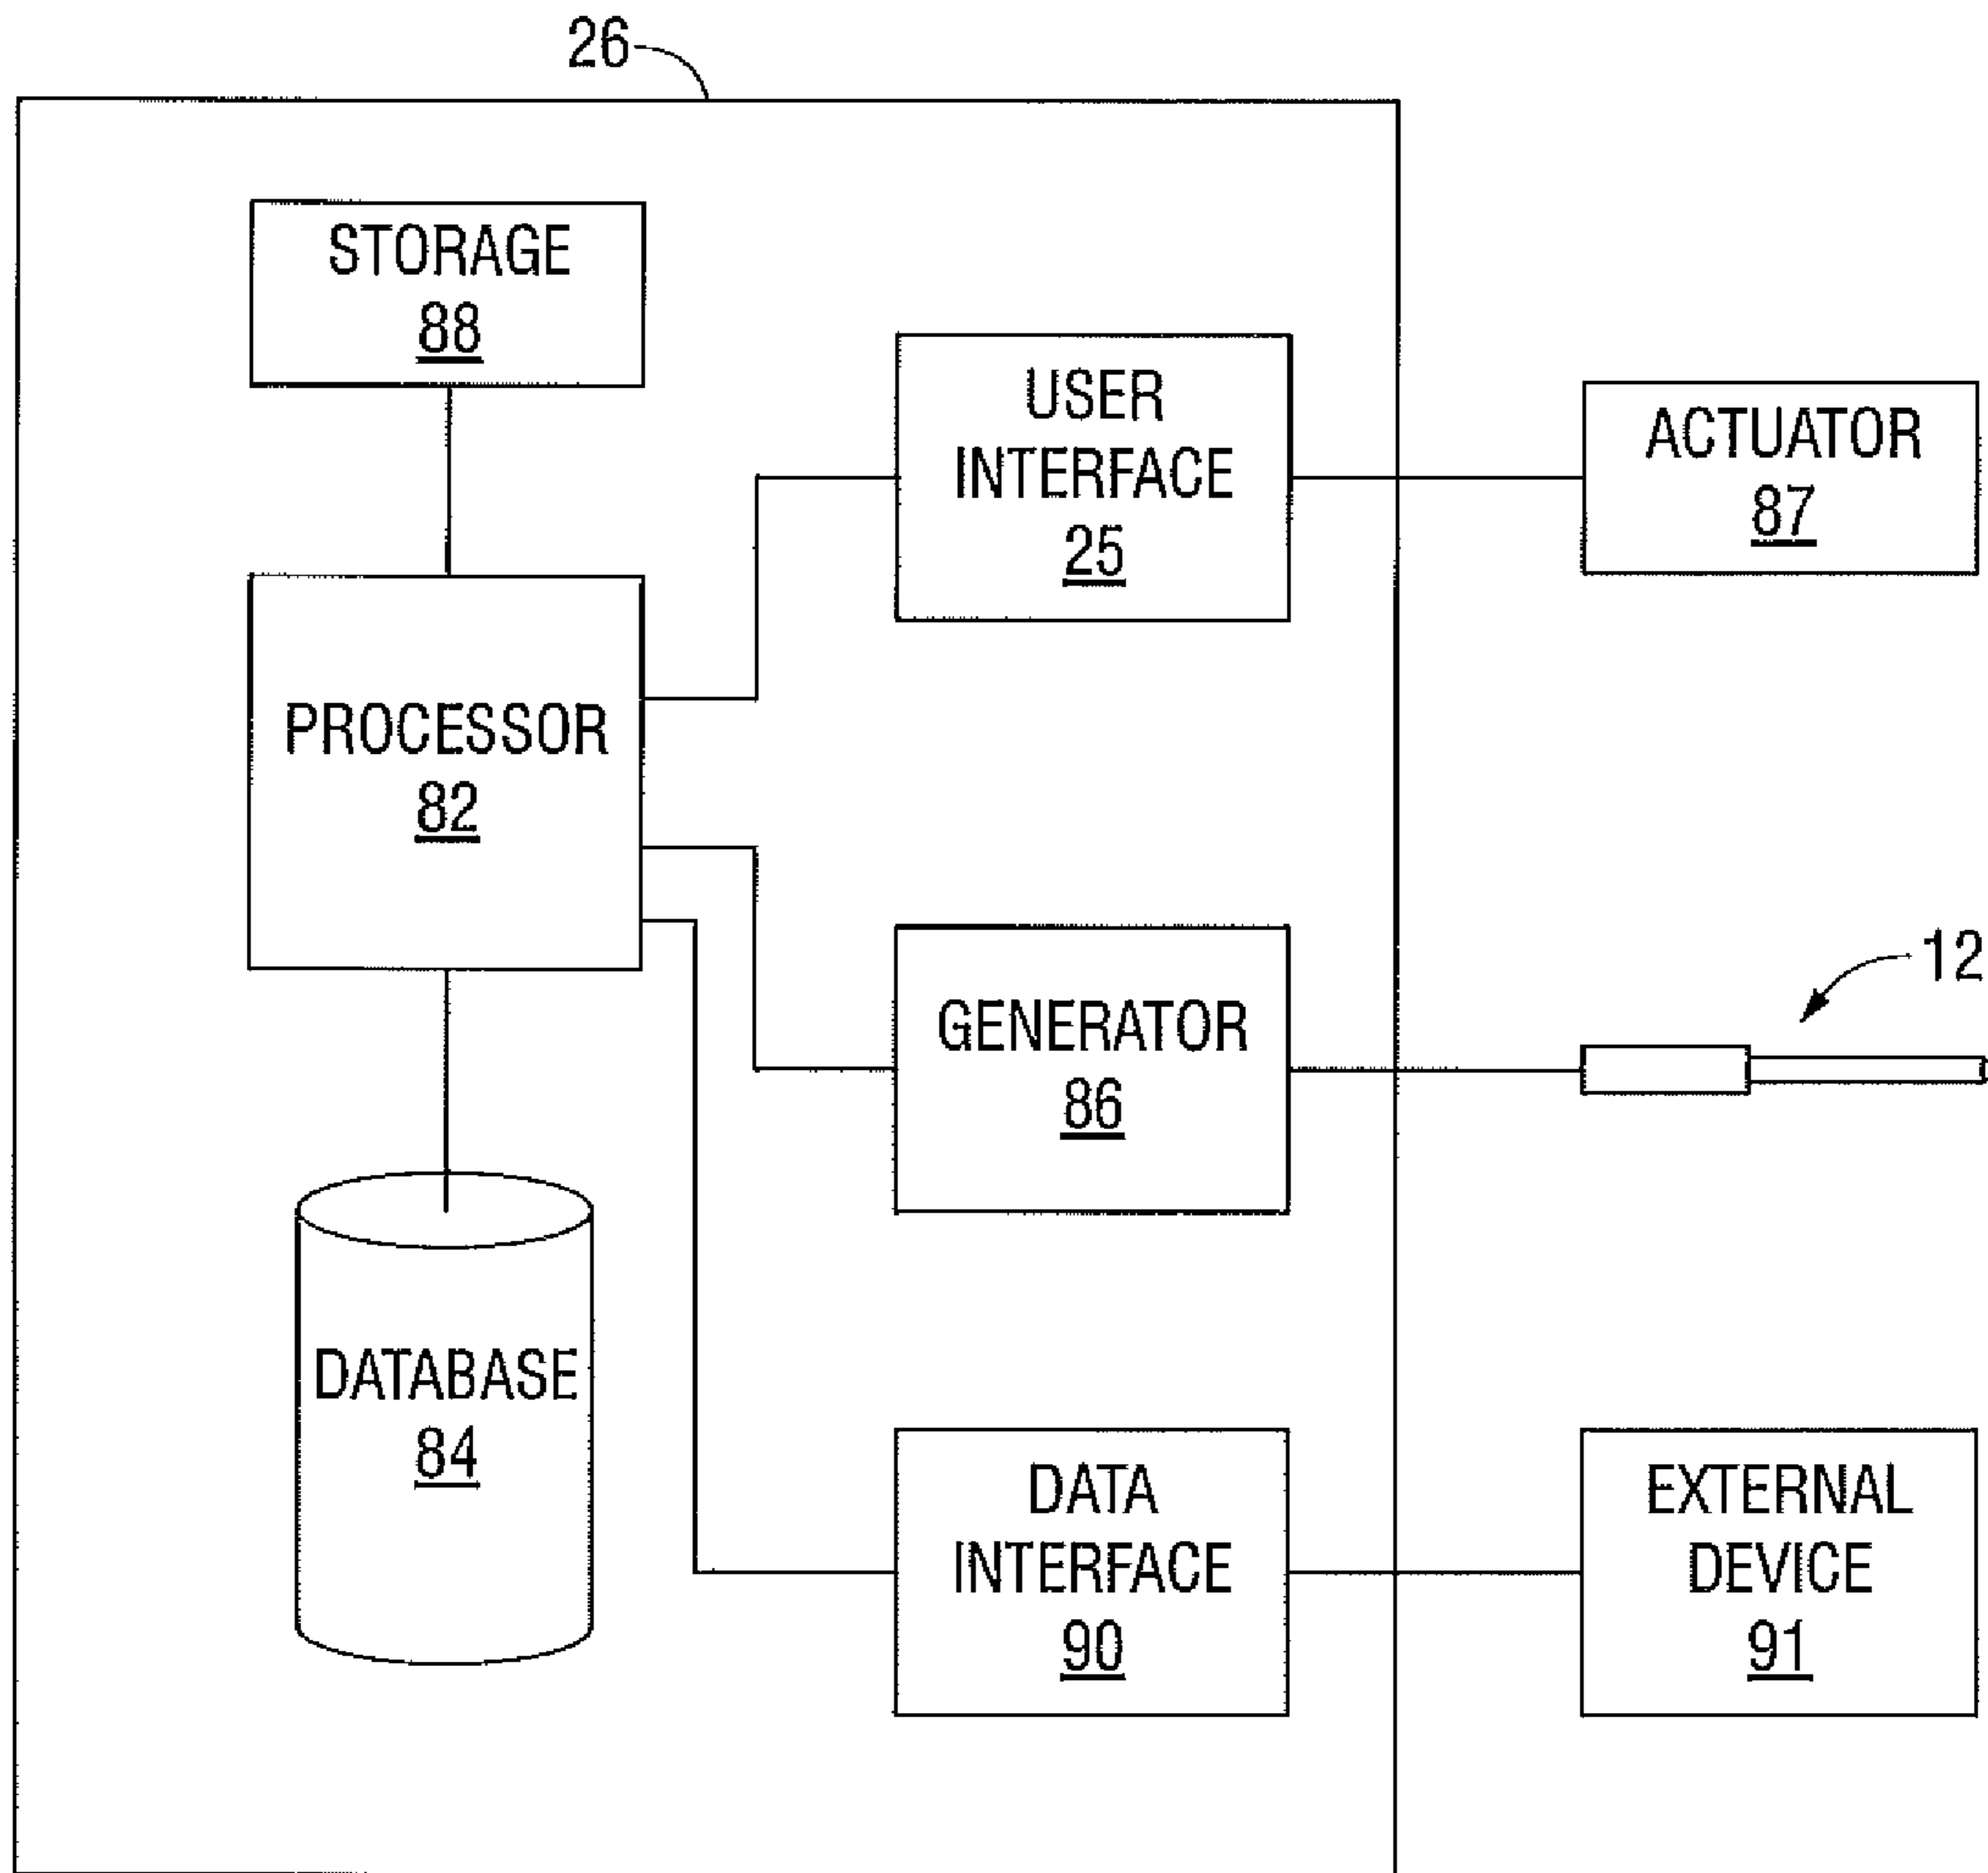 26
STORAGE
88
USER
INTERFACE
25
ACTUATOR
87
PROCESSOR
82
12
GENERATOR
86
DATABASE
84
DATA
INTERFACE
90
EXTERNAL
DEVICE
91